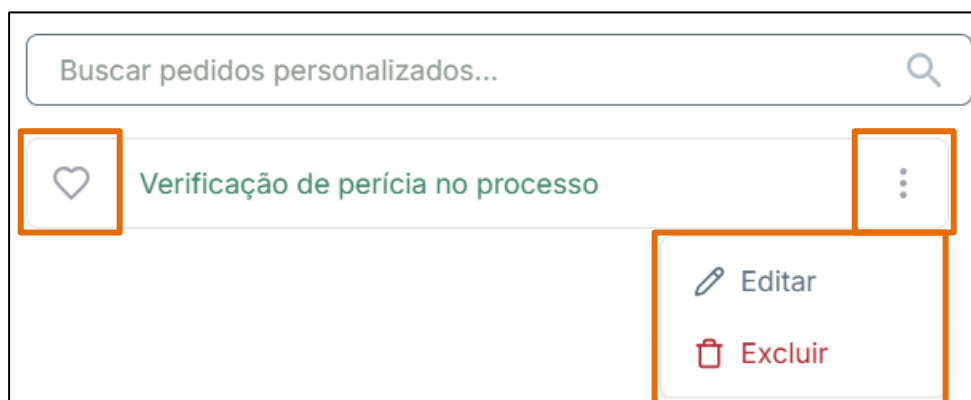 Buscar pedidos personalizados...
Verificação de perícia no processo
Editar
Excluir